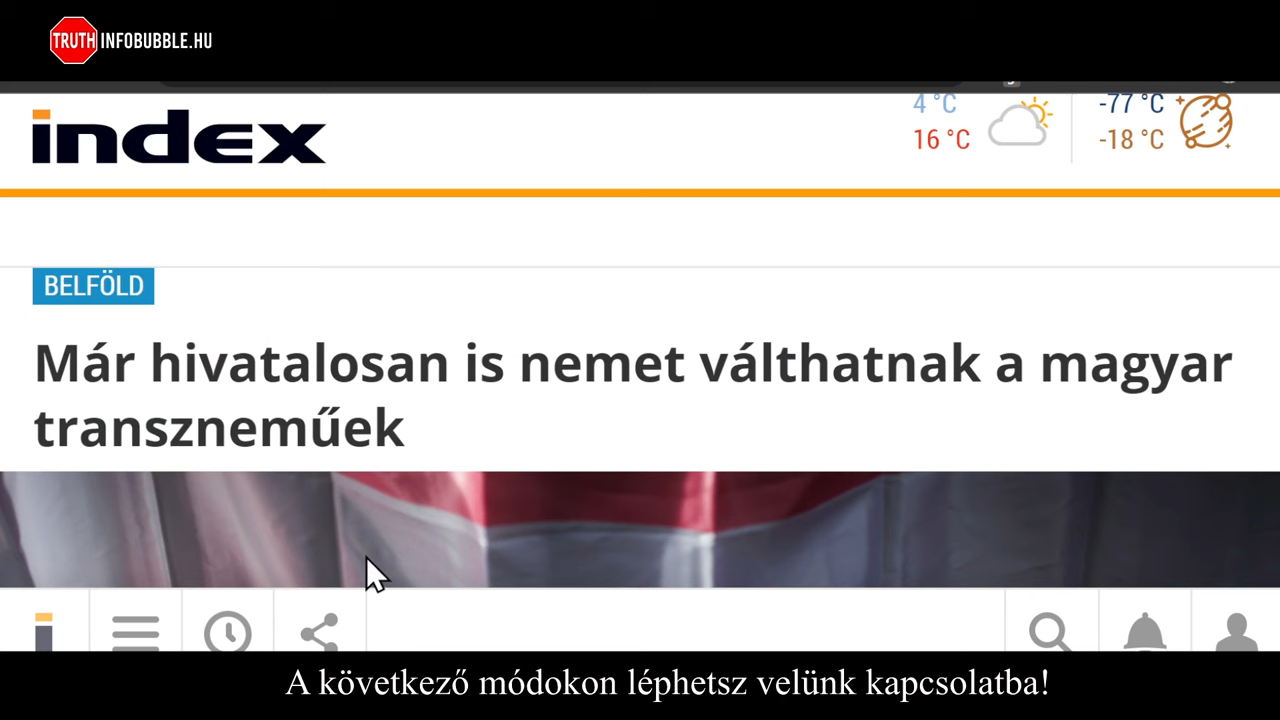 TRUTH INFOBUBBLE.HU
index
4 °C
16 °C
-77 °C
-18 °C
BELFÖLD
Már hivatalosan is nemet válthatnak a magyar
transzneműek
A következő módokon léphetsz velünk kapcsolatba!